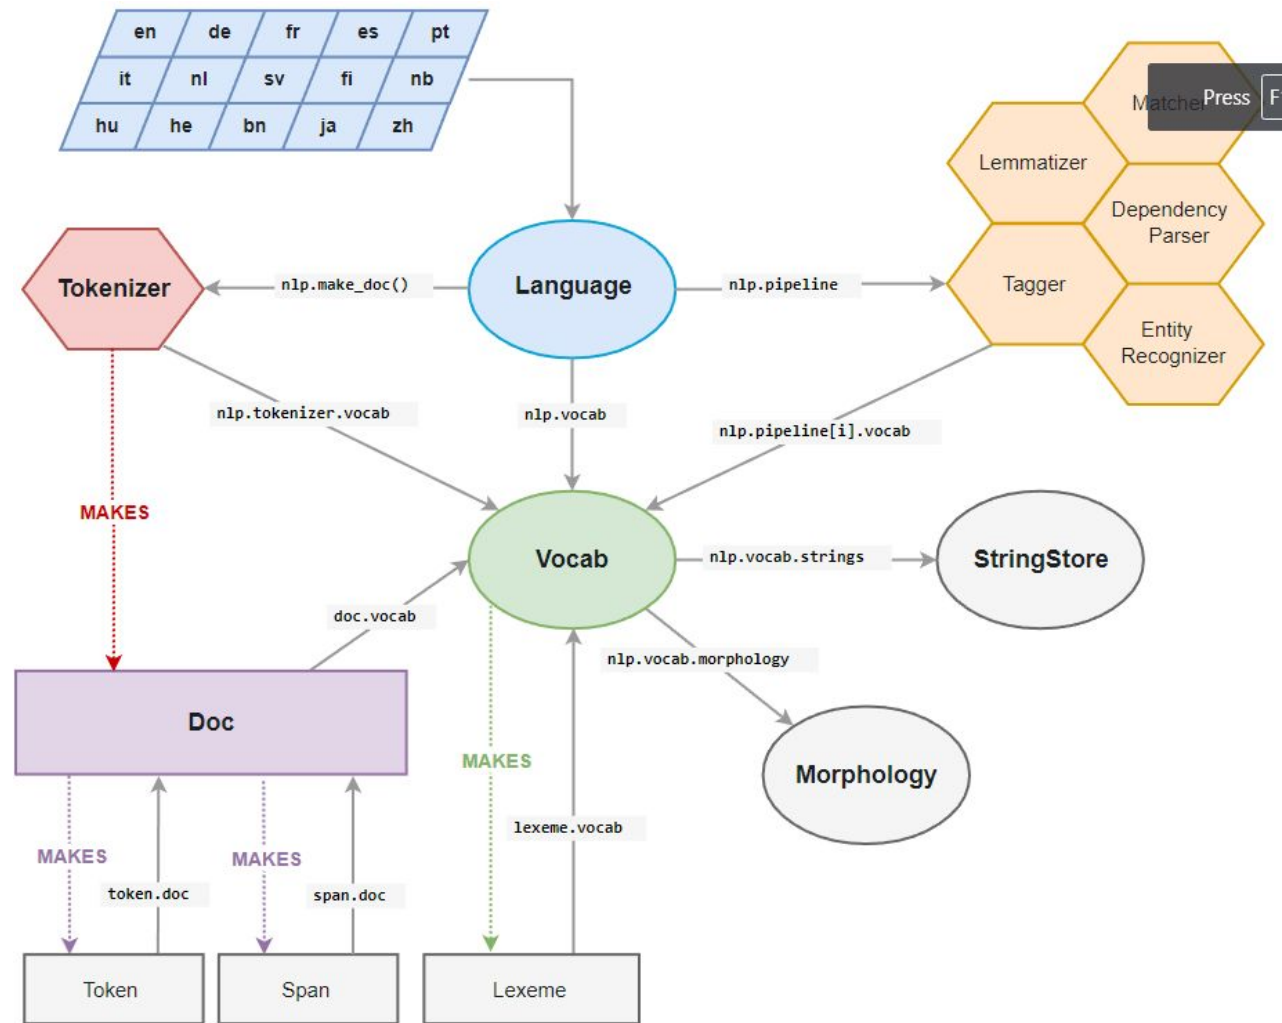 en de fr es pt
it nl sv fi nb
hu he bn ja zh
Matcher
Press
Lemmatizer
Dependency
Parser
Tagger
Entity
Recognizer
Tokenizer
nlp.make_doc()
Language
nlp.pipeline
nlp.tokenizer.vocab
nlp.vocab
nlp.pipeline[i].vocab
MAKES
Vocab
nlp.vocab.strings
StringStore
doc.vocab
nlp.vocab.morphology
Doc
MAKES
Morphology
lexeme.vocab
MAKES
MAKES
token.doc
span.doc
Token
Span
Lexeme